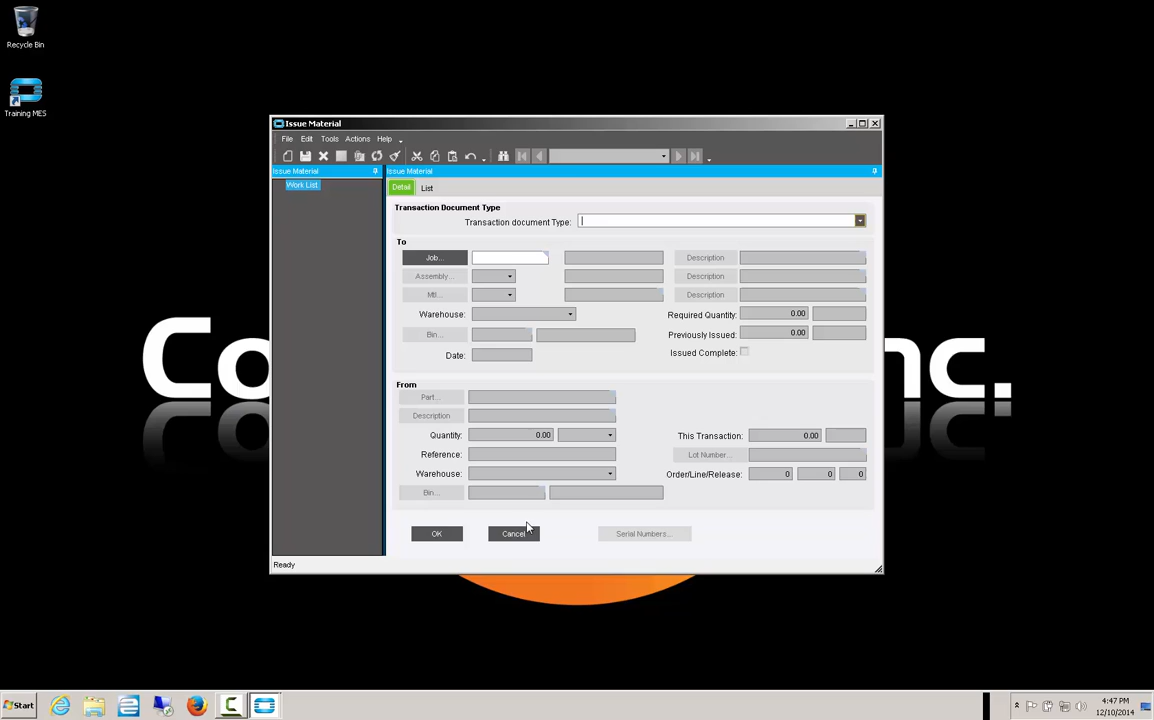 Recycle Bin
Training MES
Issue Material
File Edit Tools Actions Help
Issue Material
Issue Material
Work List
Detail List
Transaction Document Type
Transaction document Type:
To
Job... Description
Assembly... Description
Mtl... Description
Warehouse: Required Quantity: 0.00
Bin... Previously Issued: 0.00
Date: Issued Complete:
From
Part...
Description
Quantity: 0.00 This Transaction: 0.00
Reference: Lot Number...
Warehouse: Order/Line/Release: 0 0 0
Bin...
OK Cancel Serial Numbers...
Ready
Co nc.
Start
4:47 PM
12/10/2014